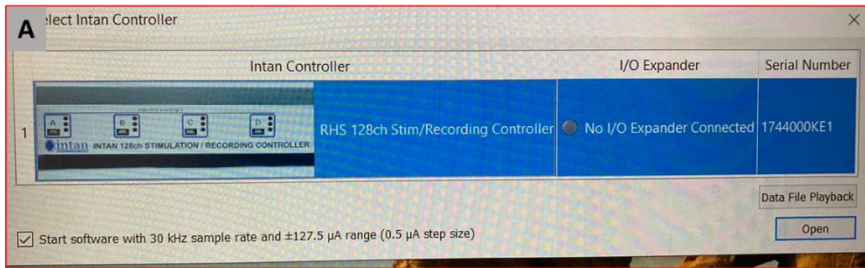 A
elect Intan Controller
Intan Controller
I/O Expander
Serial Number
1
A
B
C
D
intan INTAN 128ch STIMULATION / RECORDING CONTROLLER
RHS 128ch Stim/Recording Controller
No I/O Expander Connected
1744000KE1
Data File Playback
Start software with 30 kHz sample rate and ±127.5 µA range (0.5 µA step size)
Open